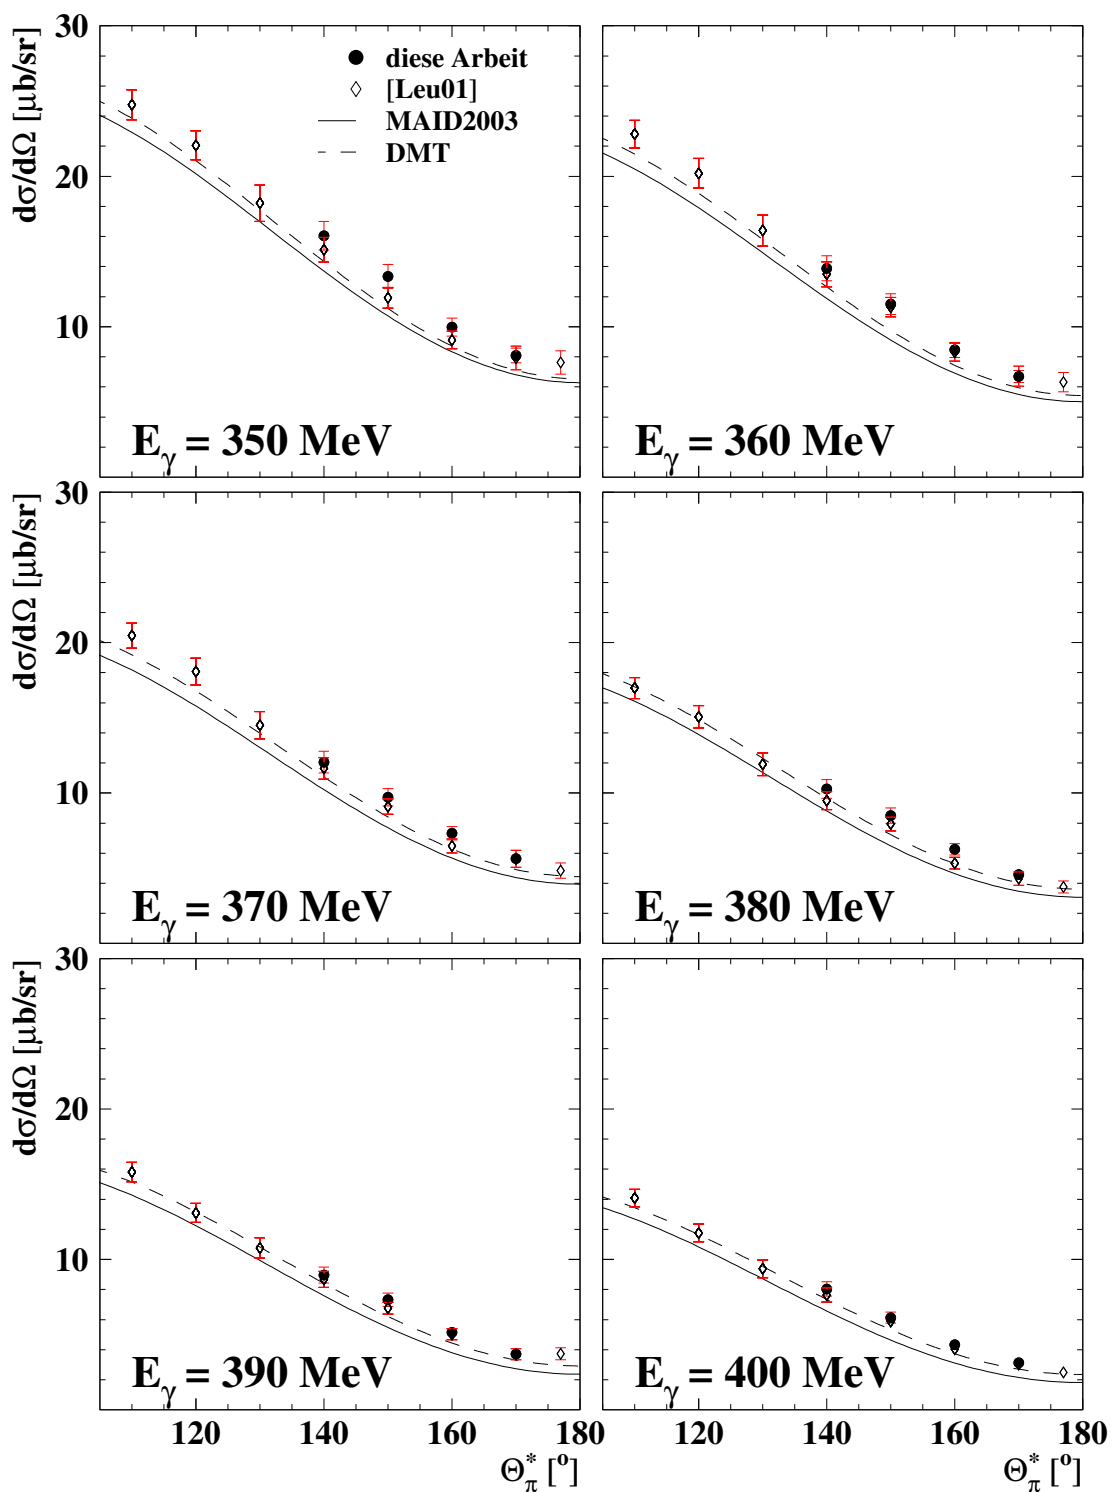 dσ/dΩ [μb/sr]
30
20
10
diese Arbeit
[Leu01]
MAID2003
DMT
E_γ = 350 MeV
E_γ = 360 MeV
dσ/dΩ [μb/sr]
30
20
10
E_γ = 370 MeV
E_γ = 380 MeV
dσ/dΩ [μb/sr]
30
20
10
E_γ = 390 MeV
E_γ = 400 MeV
120 140 160 180 120 140 160 180
Θ*_π [°] Θ*_π [°]